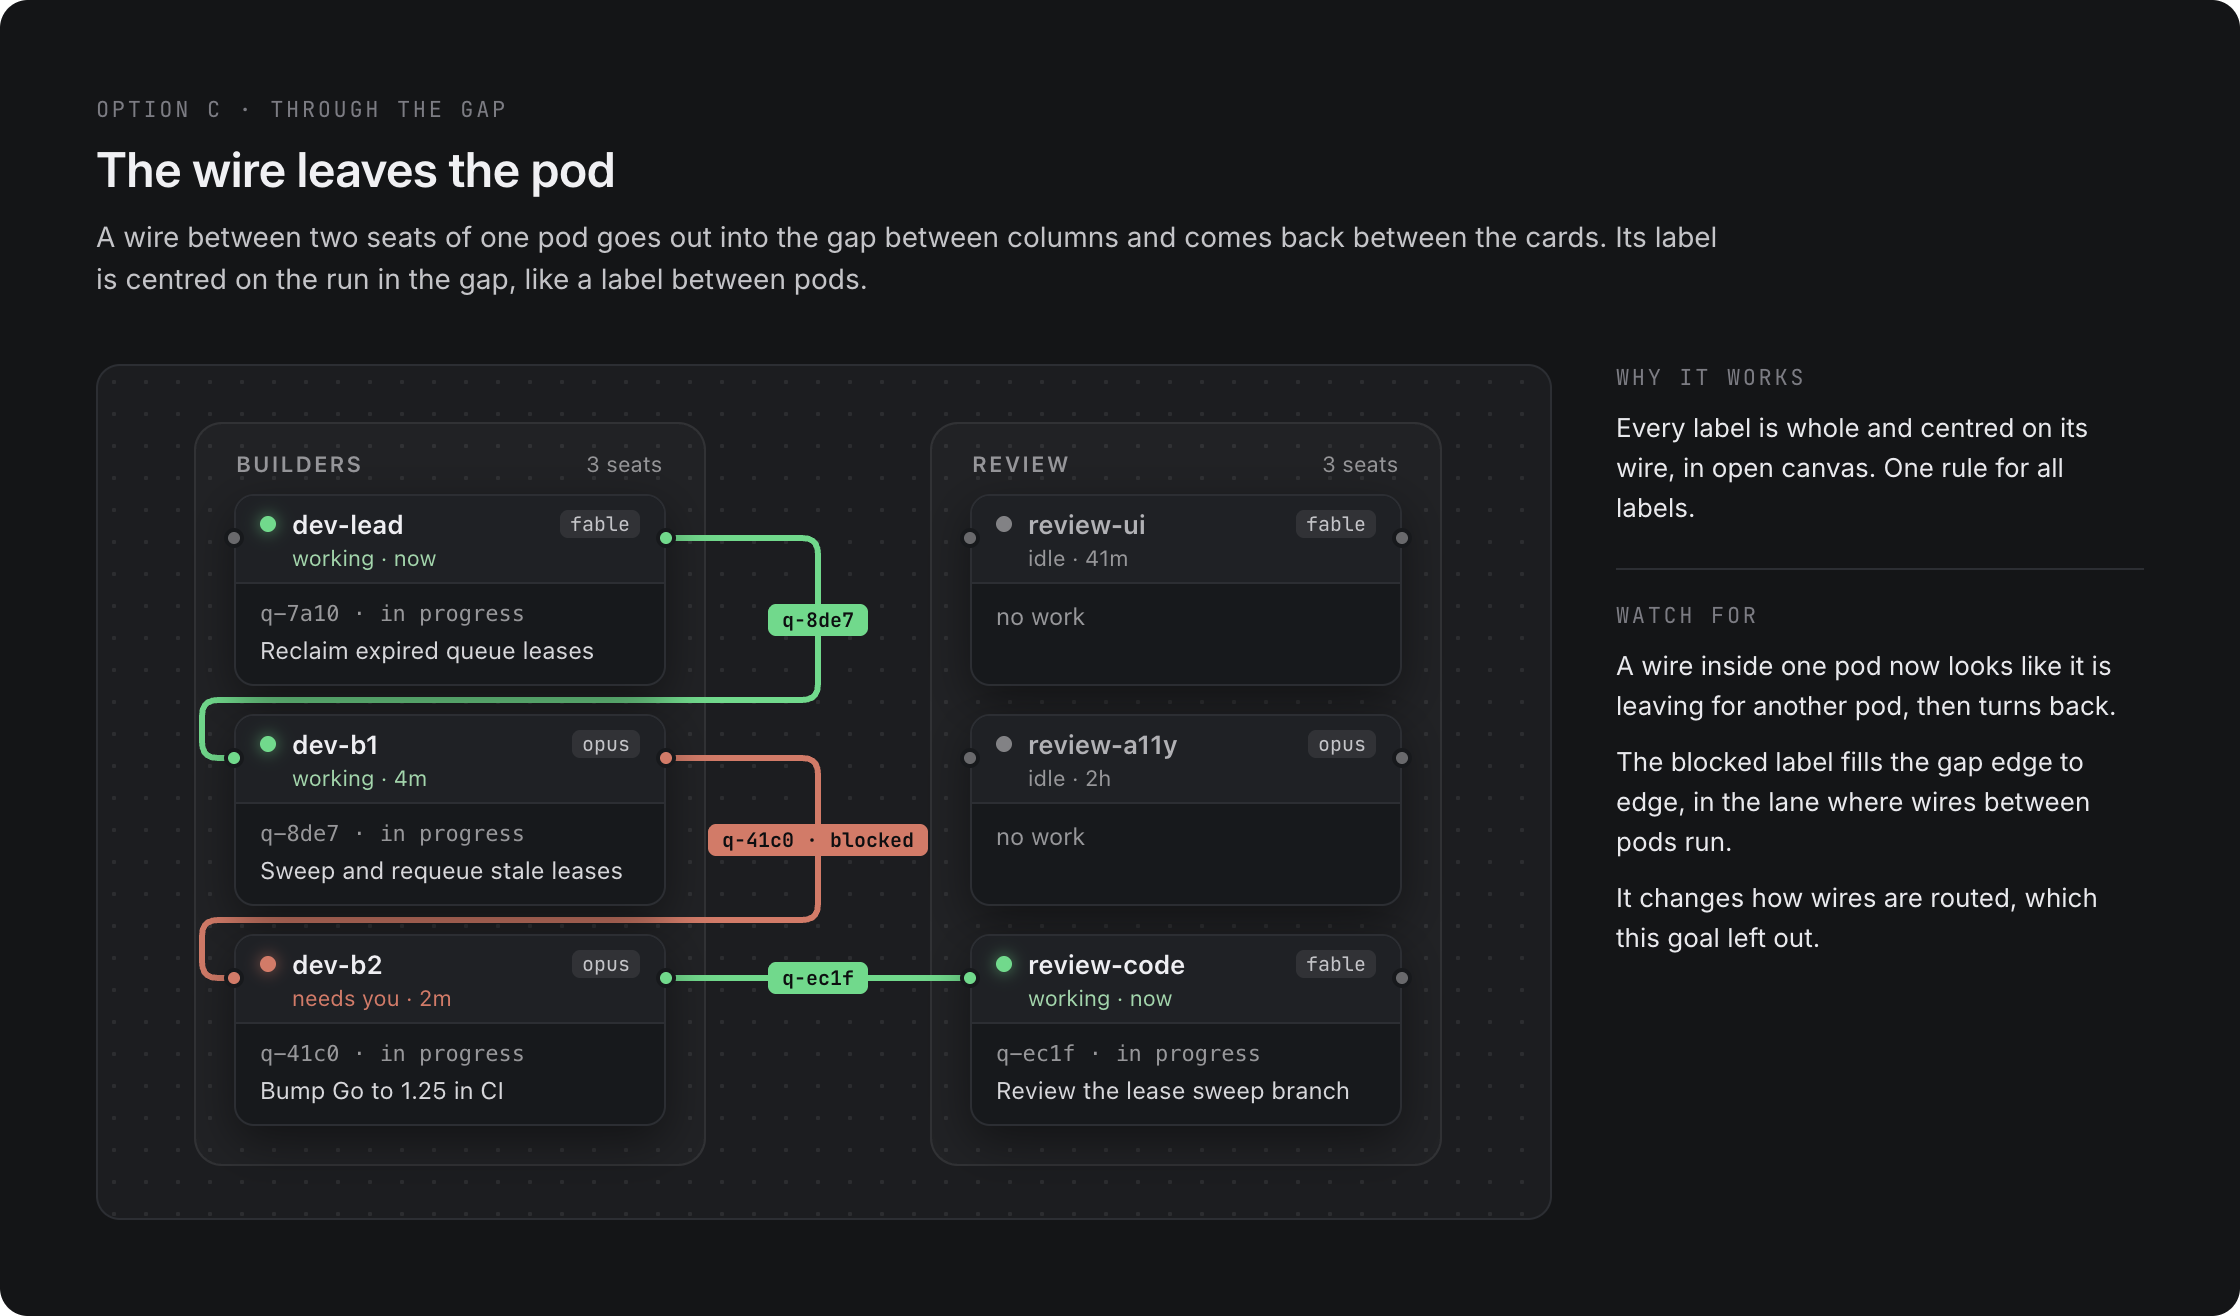 OPTION C · THROUGH THE GAP
The wire leaves the pod
A wire between two seats of one pod goes out into the gap between columns and comes back between the cards. Its label
is centred on the run in the gap, like a label between pods.
BUILDERS
3 seats
dev-lead
fable
working · now
q-7a10 · in progress
Reclaim expired queue leases
dev-b1
opus
working · 4m
q-8de7 · in progress
Sweep and requeue stale leases
dev-b2
opus
needs you · 2m
q-41c0 · in progress
Bump Go to 1.25 in CI
q-8de7
q-41c0 · blocked
q-ec1f
REVIEW
3 seats
review-ui
fable
idle · 41m
no work
review-a11y
opus
idle · 2h
no work
review-code
fable
working · now
q-ec1f · in progress
Review the lease sweep branch
WHY IT WORKS
Every label is whole and centred on its
wire, in open canvas. One rule for all
labels.
WATCH FOR
A wire inside one pod now looks like it is
leaving for another pod, then turns back.
The blocked label fills the gap edge to
edge, in the lane where wires between
pods run.
It changes how wires are routed, which
this goal left out.